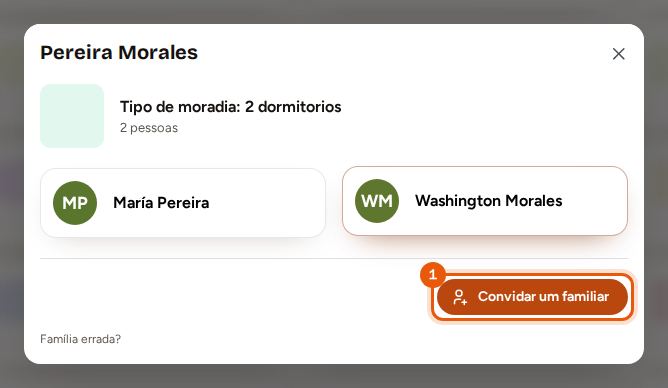 Pereira Morales
Tipo de moradia: 2 dormitorios
2 pessoas
MP María Pereira
WM Washington Morales
1
Convidar um familiar
Família errada?